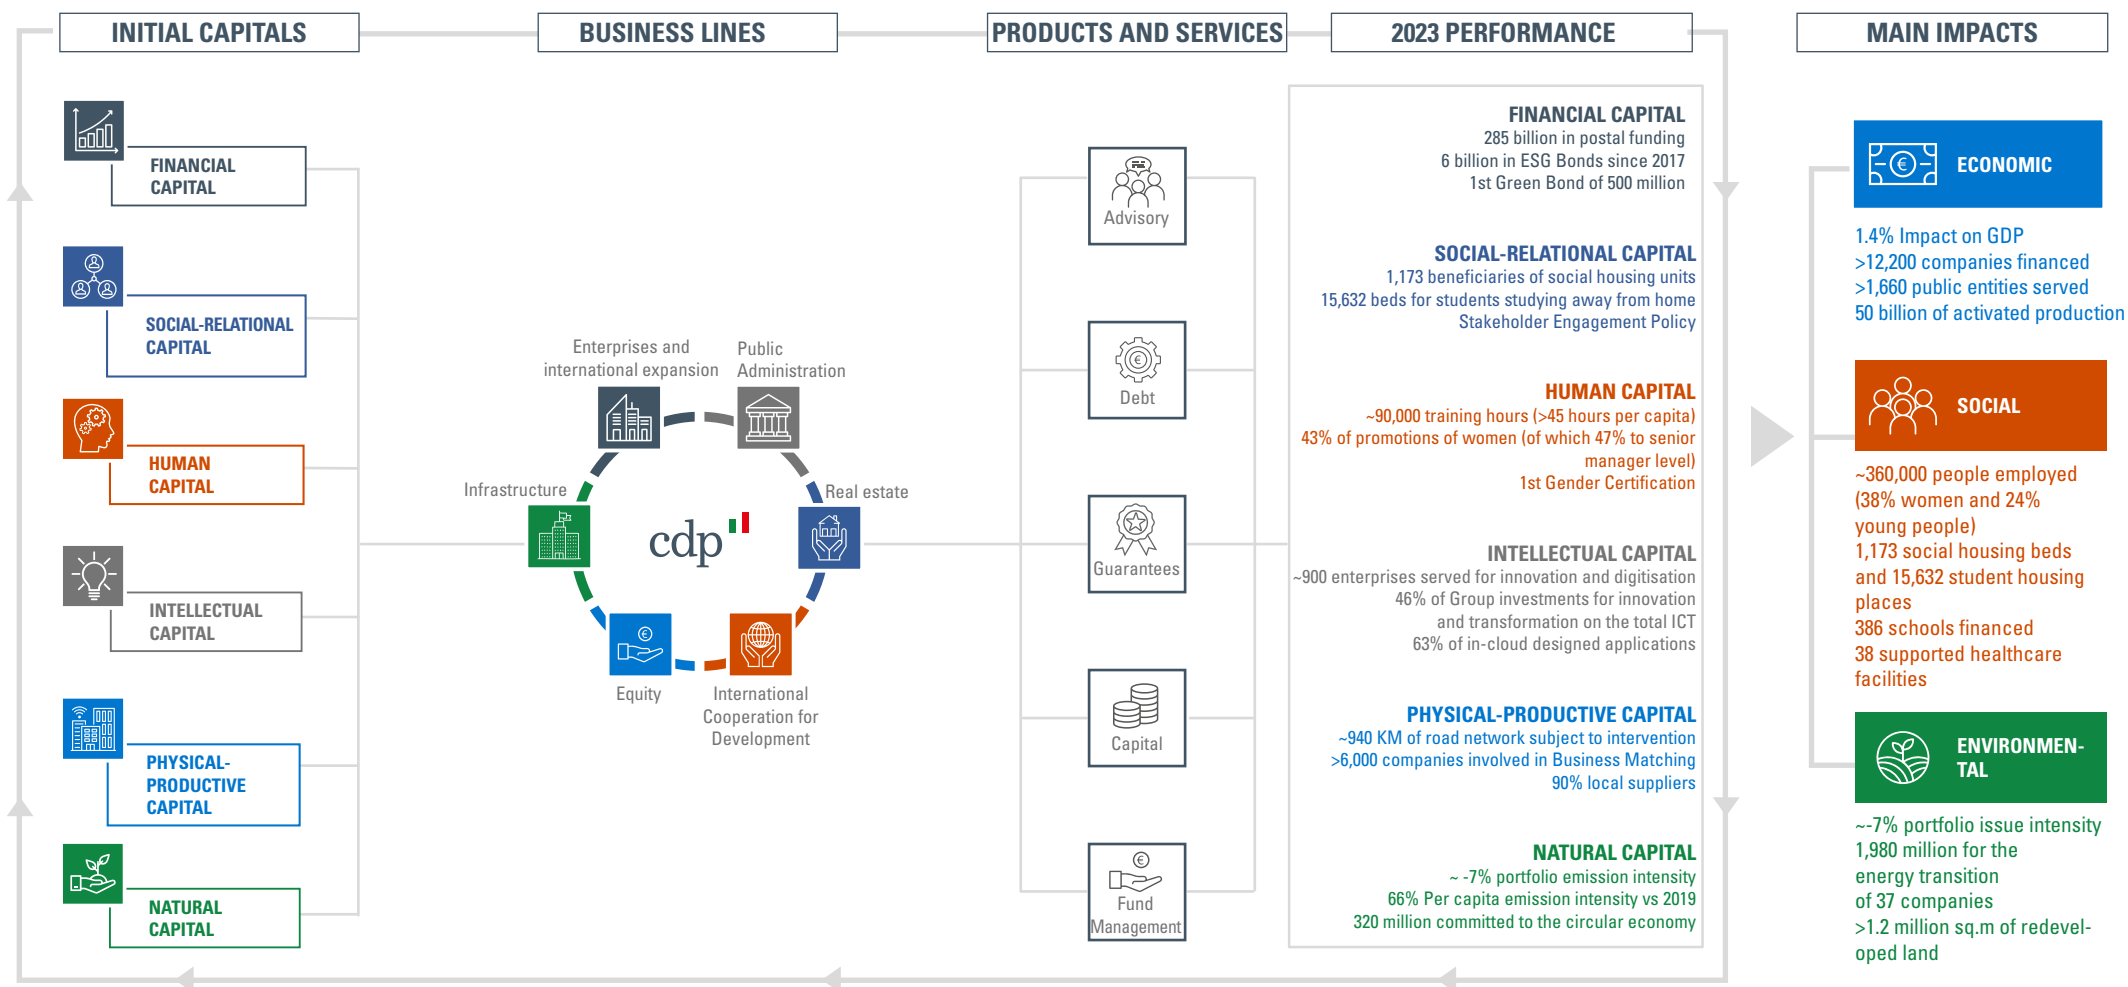 INITIAL CAPITALS
BUSINESS LINES
PRODUCTS AND SERVICES
2023 PERFORMANCE
MAIN IMPACTS
FINANCIAL
CAPITAL
SOCIAL-RELATIONAL
CAPITAL
HUMAN
CAPITAL
INTELLECTUAL
CAPITAL
PHYSICAL-
PRODUCTIVE
CAPITAL
NATURAL
CAPITAL
Enterprises and
international expansion
Public
Administration
Infrastructure
Real estate
cdp
Equity
International
Cooperation for
Development
Advisory
Debt
Guarantees
Capital
Fund
Management
FINANCIAL CAPITAL
285 billion in postal funding
6 billion in ESG Bonds since 2017
1st Green Bond of 500 million
SOCIAL-RELATIONAL CAPITAL
1,173 beneficiaries of social housing units
15,632 beds for students studying away from home
Stakeholder Engagement Policy
HUMAN CAPITAL
~90,000 training hours (>45 hours per capita)
43% of promotions of women (of which 47% to senior
manager level)
1st Gender Certification
INTELLECTUAL CAPITAL
~900 enterprises served for innovation and digitisation
46% of Group investments for innovation
and transformation on the total ICT
63% of in-cloud designed applications
PHYSICAL-PRODUCTIVE CAPITAL
~940 KM of road network subject to intervention
>6,000 companies involved in Business Matching
90% local suppliers
NATURAL CAPITAL
~ -7% portfolio emission intensity
66% Per capita emission intensity vs 2019
320 million committed to the circular economy
ECONOMIC
1.4% Impact on GDP
>12,200 companies financed
>1,660 public entities served
50 billion of activated production
SOCIAL
~360,000 people employed
(38% women and 24%
young people)
1,173 social housing beds
and 15,632 student housing
places
386 schools financed
38 supported healthcare
facilities
ENVIRONMEN-
TAL
~-7% portfolio issue intensity
1,980 million for the
energy transition
of 37 companies
>1.2 million sq.m of redevel-
oped land